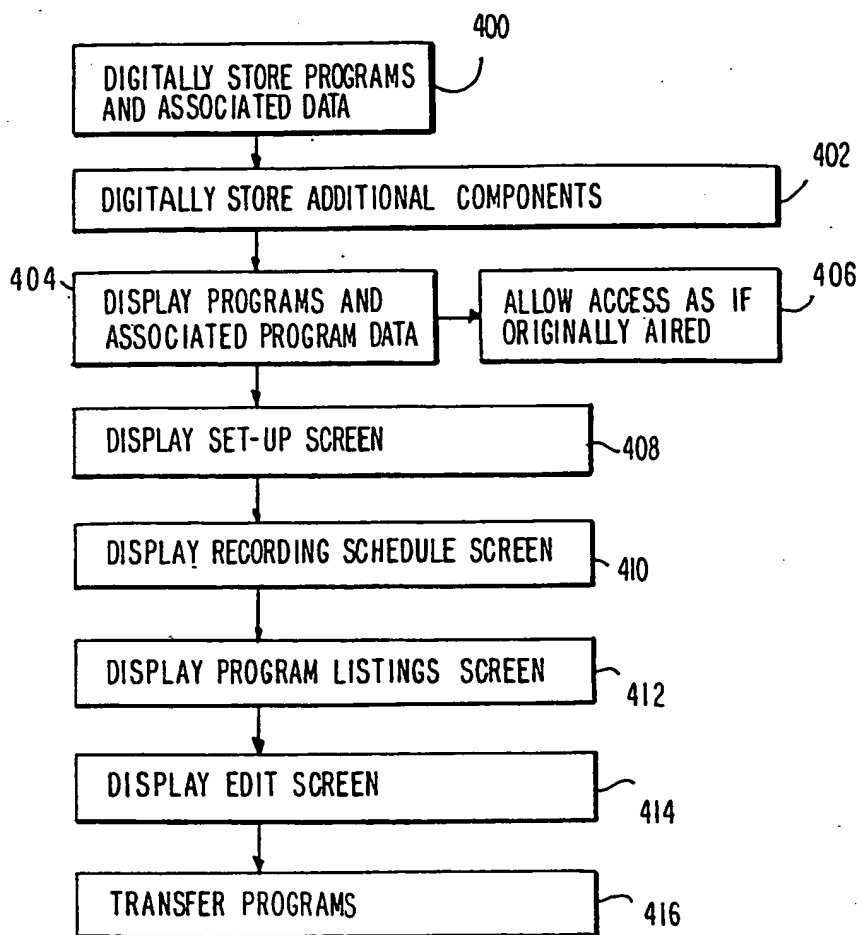 400
DIGITALLY STORE PROGRAMS
AND ASSOCIATED DATA
402
DIGITALLY STORE ADDITIONAL COMPONENTS
404
DISPLAY PROGRAMS AND
ASSOCIATED PROGRAM DATA
406
ALLOW ACCESS AS IF
ORIGINALLY AIRED
DISPLAY SET-UP SCREEN
408
DISPLAY RECORDING SCHEDULE SCREEN
410
DISPLAY PROGRAM LISTINGS SCREEN
412
DISPLAY EDIT SCREEN
414
TRANSFER PROGRAMS
416